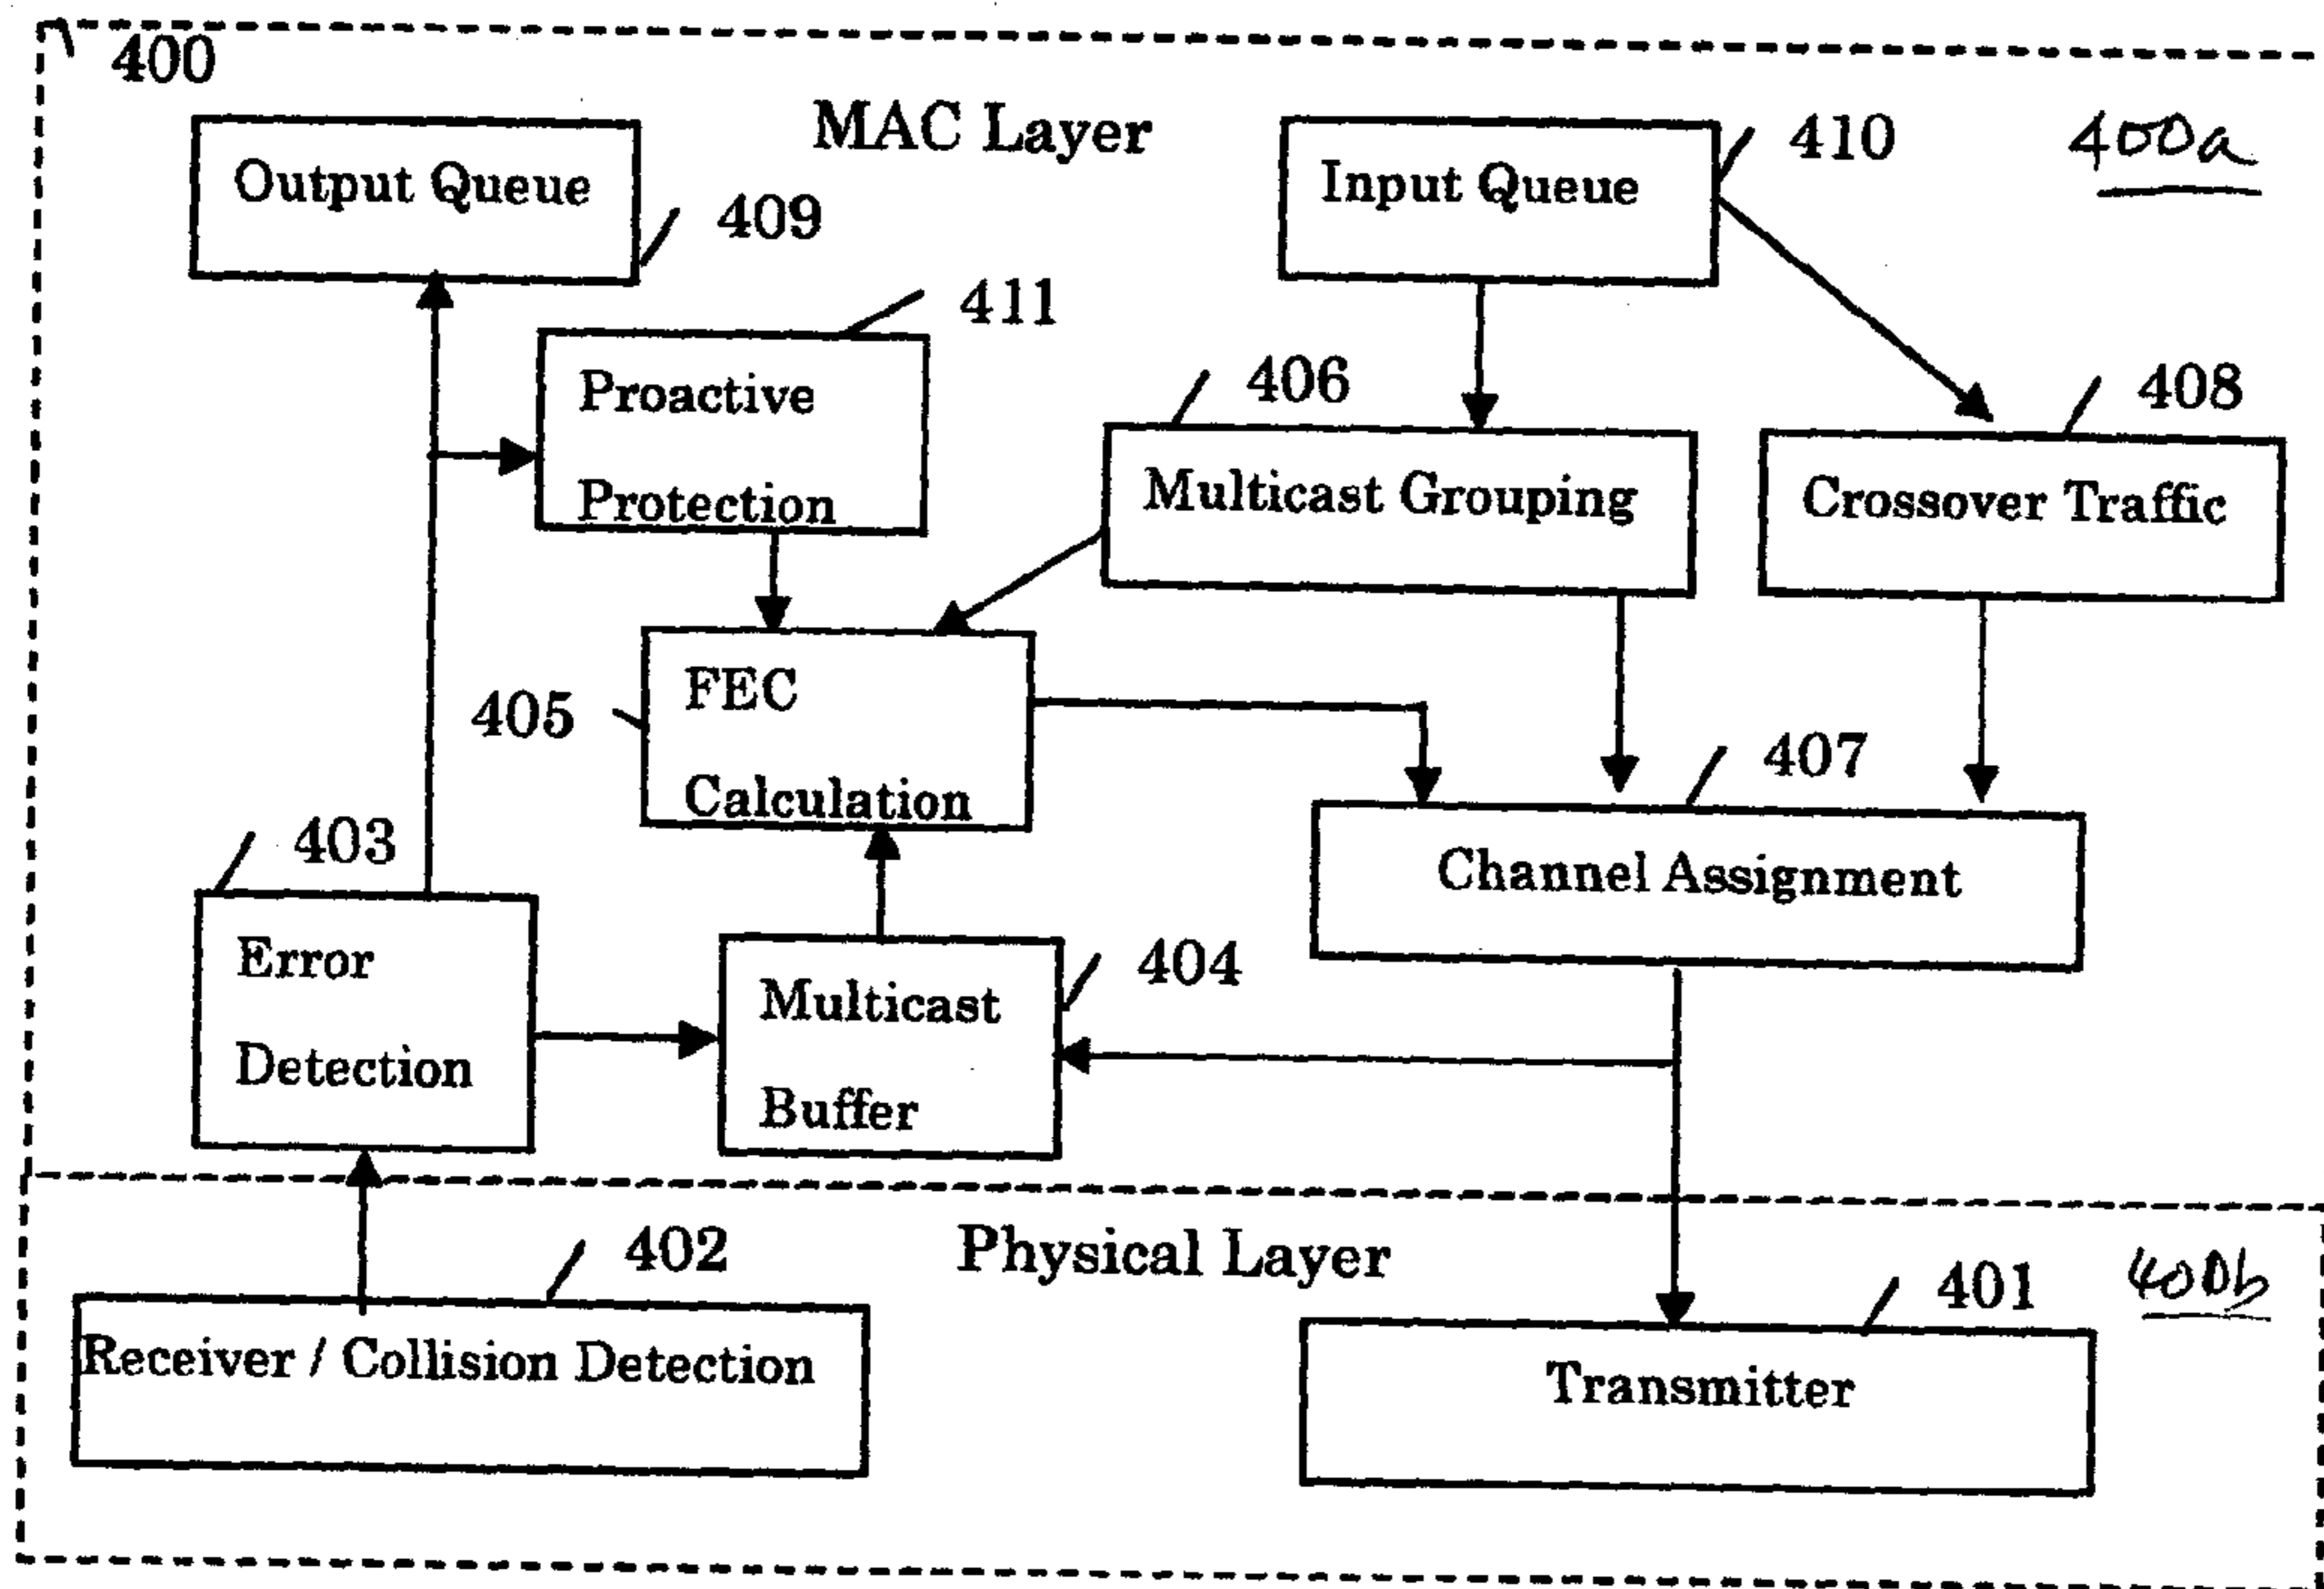 400
MAC Layer
400a
Output Queue
409
Input Queue
410
411
Proactive
Protection
406
Multicast Grouping
408
Crossover Traffic
405
FEC
Calculation
407
Channel Assignment
403
Error
Detection
404
Multicast
Buffer
Physical Layer
400b
402
Receiver / Collision Detection
401
Transmitter